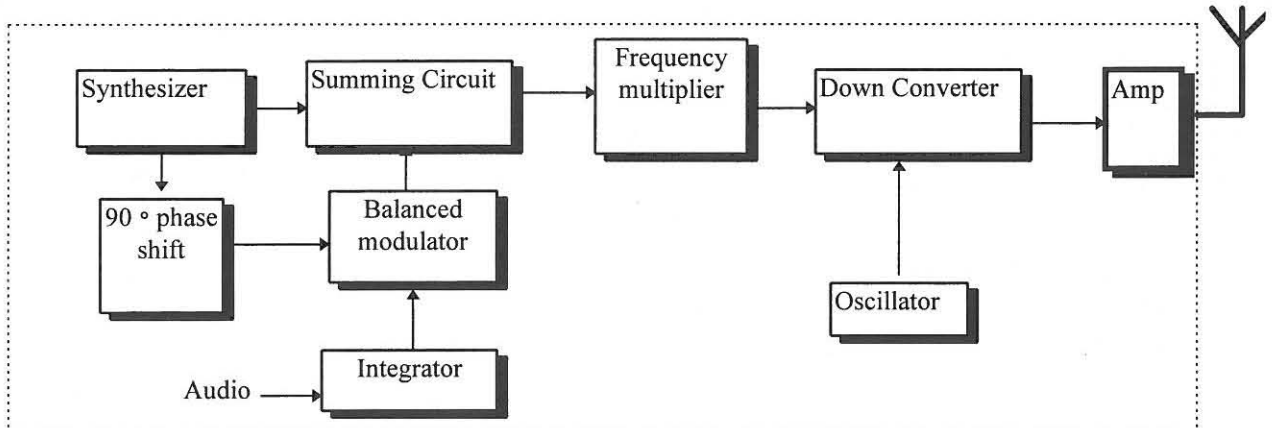 Synthesizer
Summing Circuit
Frequency
multiplier
Down Converter
Amp
90 ° phase
shift
Balanced
modulator
Oscillator
Integrator
Audio